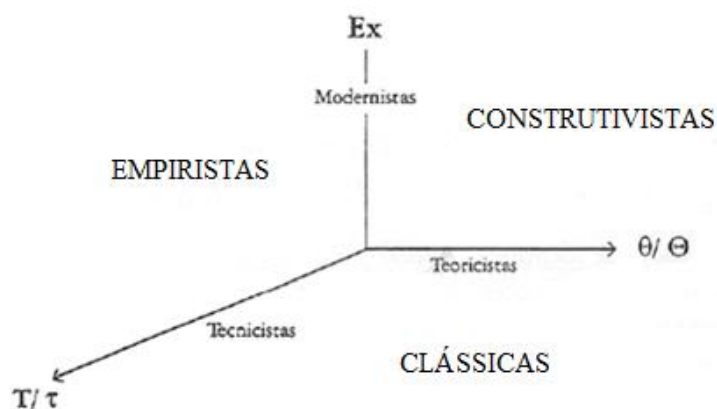 Ex
Modernistas
CONSTRUTIVISTAS
EMPIRISTAS
θ/ Θ
Teoricistas
Tecnicistas
CLÁSSICAS
T/ τ